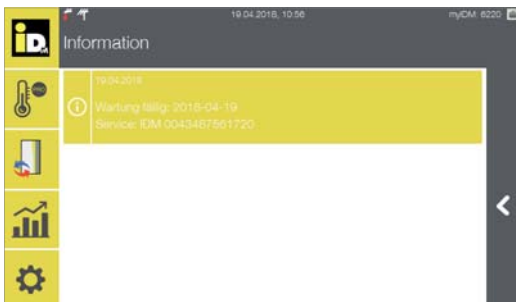 iD.
19.04.2018, 10:56
myIDM: 6220
Information
PRO
19.04.2018
Wartung fällig: 2018-04-19
Service: IDM 0043487561720